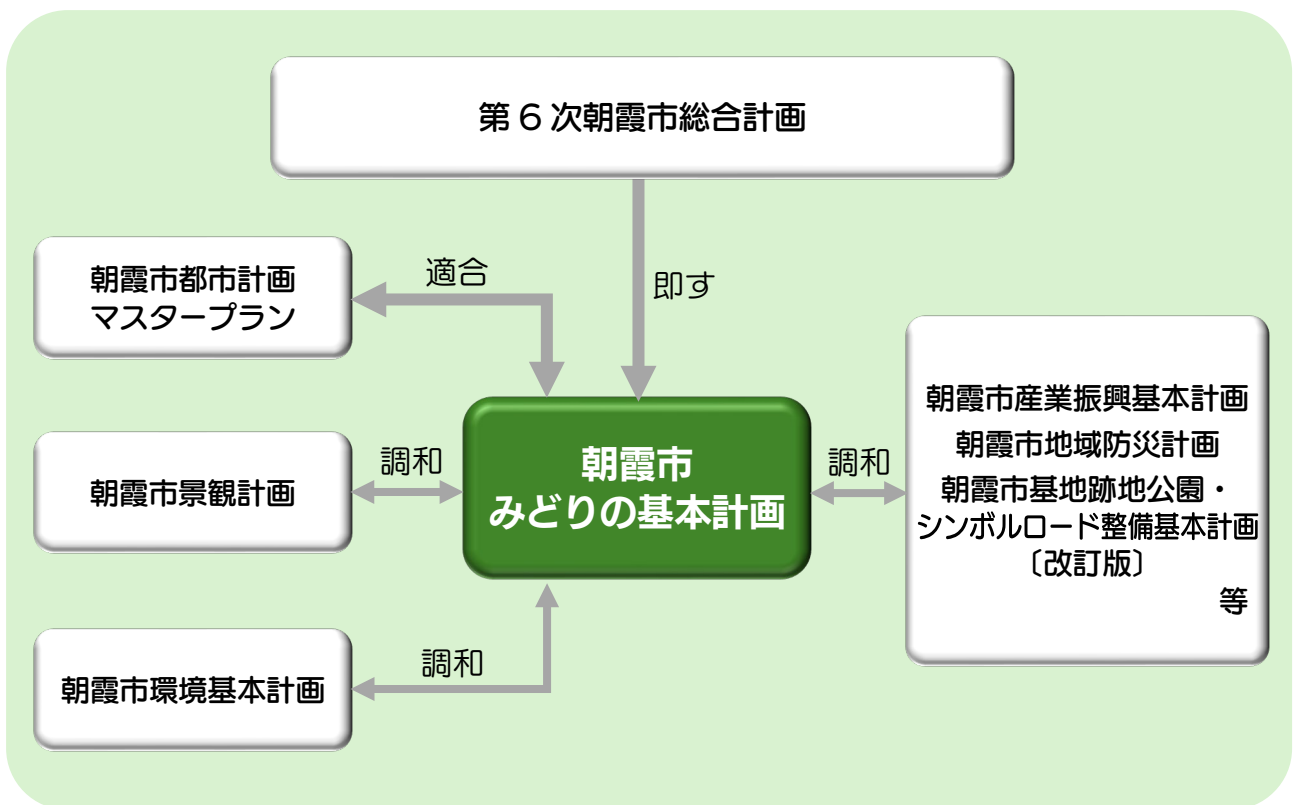 第6次朝霞市総合計画
適合
即す
朝霞市都市計画
マスタープラン
朝霞市景観計画
調和
朝霞市
みどりの基本計画
調和
朝霞市産業振興基本計画
朝霞市地域防災計画
朝霞市基地跡地公園・
シンボルロード整備基本計画
〔改訂版〕
等
朝霞市環境基本計画
調和